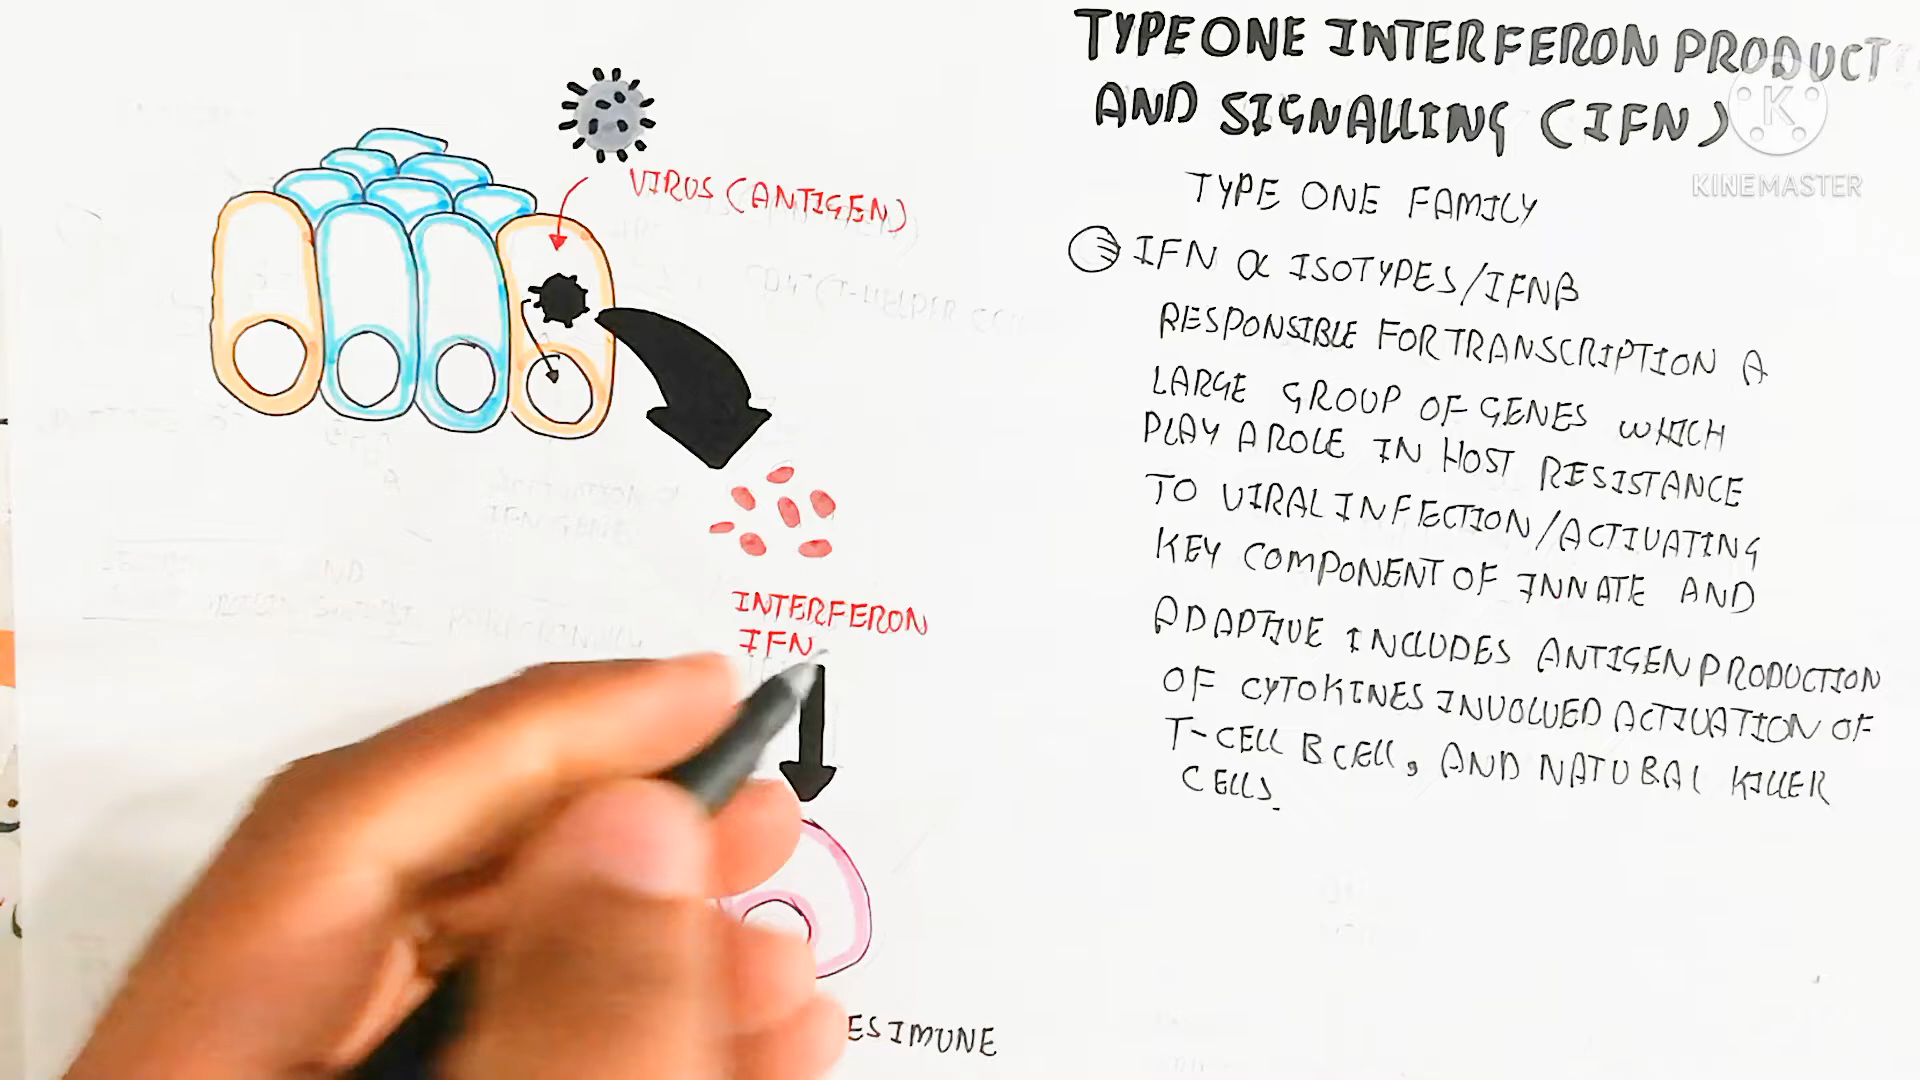 TYPE ONE INTERFERON PRODUCT
AND SIGNALLING (IFN)
KINEMASTER
TYPE ONE FAMILY
VIRUS (ANTIGEN)
IFN α ISOTYPES/IFNβ
RESPONSIBLE FOR TRANSCRIPTION A
LARGE GROUP OF GENES WHICH
PLAY A ROLE IN HOST RESISTANCE
TO VIRAL INFECTION/ACTIVATING
KEY COMPONENT OF INNATE AND
ADAPTIVE INCLUDES ANTIGEN PRODUCTION
OF CYTOKINES INVOLVED ACTIVATION OF
T-CELL B CELL, AND NATURAL KILLER
CELLS.
INTERFERON
IFN
ES IMUNE